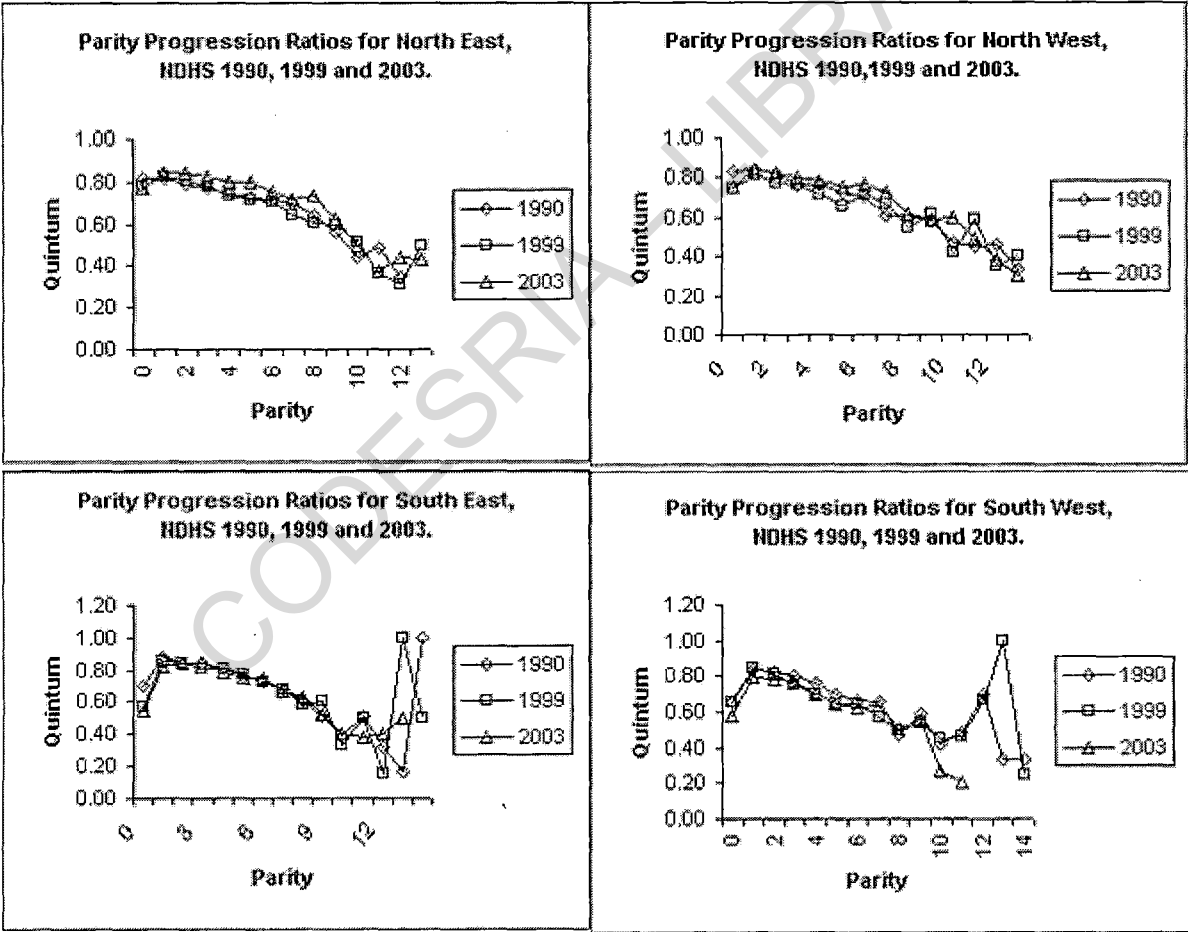 Parity Progression Ratios for North East,
NDHS 1990, 1999 and 2003.
Quintum
1.00
0.80
0.60
0.40
0.20
0.00
0 2 4 6 8 10 12
Parity
1990
1999
2003
Parity Progression Ratios for North West,
NDHS 1990,1999 and 2003.
Quintum
1.00
0.80
0.60
0.40
0.20
0.00
0 2 4 6 8 10 12
Parity
1990
1999
2003
Parity Progression Ratios for South East,
NDHS 1990, 1999 and 2003.
Quintum
1.20
1.00
0.80
0.60
0.40
0.20
0.00
0 3 6 9 12
Parity
1990
1999
2003
Parity Progression Ratios for South West,
NDHS 1990, 1999 and 2003.
Quintum
1.20
1.00
0.80
0.60
0.40
0.20
0.00
0 2 4 6 8 10 12 14
Parity
1990
1999
2003
CODESRIA - LIBRA